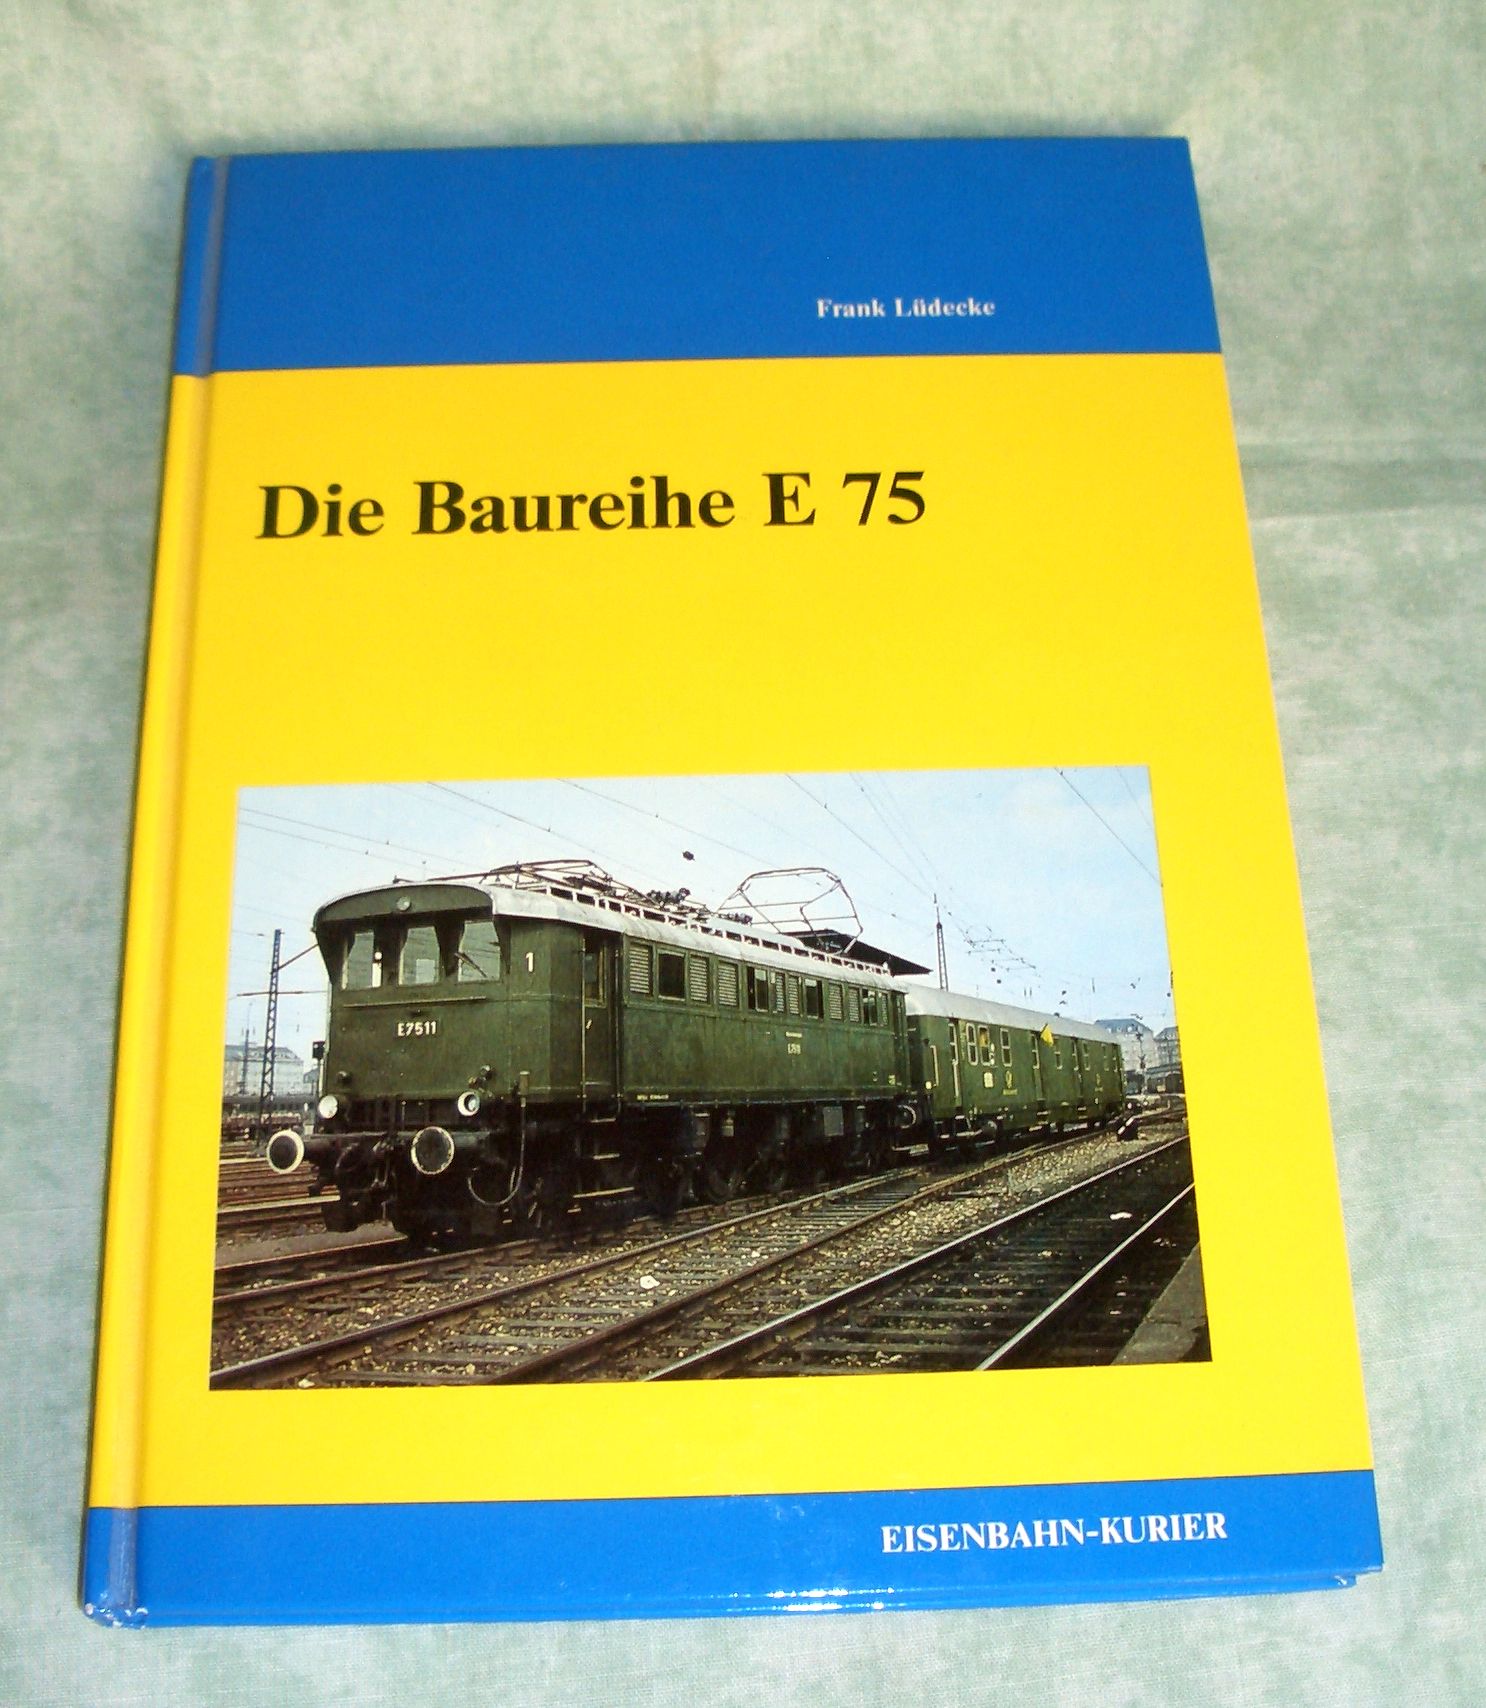 Frank Lüdecke
Die Baureihe E 75
1
E7511
EISENBAHN-KURIER